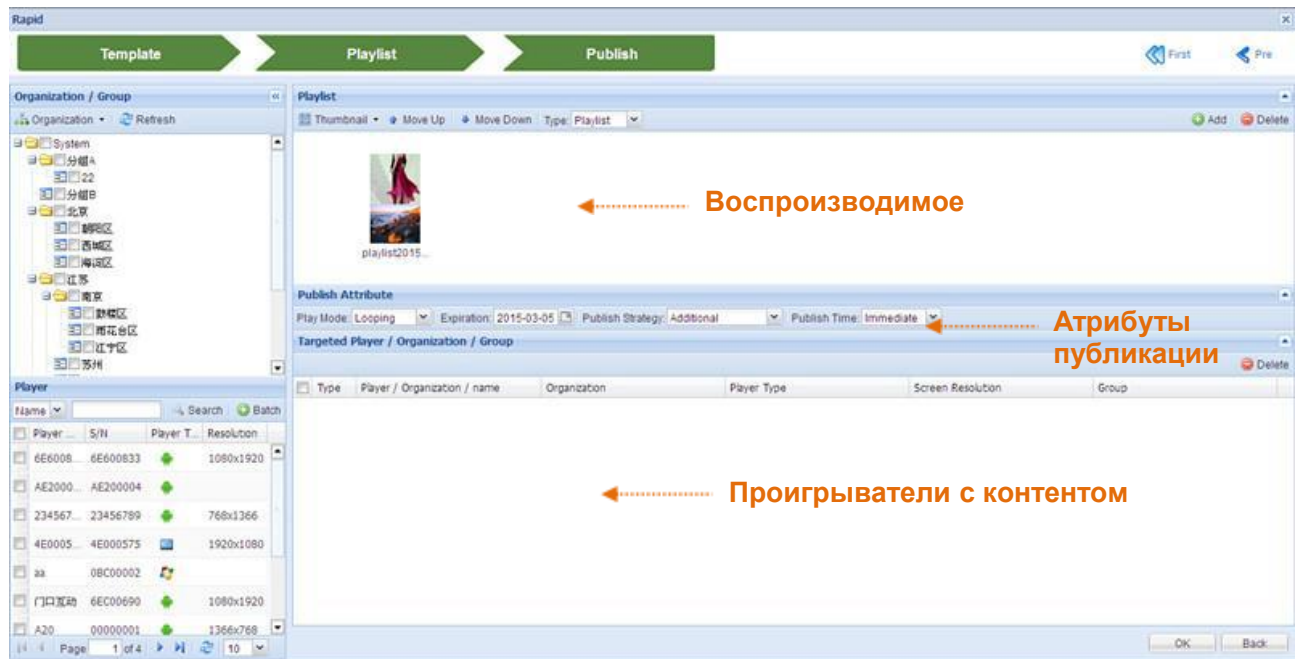 Rapid
Template
Playlist
Publish
First
Pre
Organization / Group
Organization
Refresh
System
分组A
22
分组B
北京
朝阳区
西城区
海淀区
江苏
南京
鼓楼区
雨花台区
江宁区
苏州
Player
Name
Search
Batch
Player ... S/N Player T... Resolution
6E6008... 6E600833 1080x1920
AE2000... AE200004
234567... 23456789 768x1366
4E0005... 4E000575 1920x1080
aa 0BC00002
门口互动 6EC00690 1080x1920
A20 00000001 1366x768
Page 1 of 4 10
Playlist
Thumbnail Move Up Move Down Type: Playlist Add Delete
playlist2015...
Воспроизводимое
Publish Attribute
Play Mode: Looping Expiration: 2015-03-05 Publish Strategy: Additional Publish Time: Immediate
Атрибуты
публикации
Targeted Player / Organization / Group
Delete
Type Player / Organization / name Organization Player Type Screen Resolution Group
Проигрыватели с контентом
OK Back